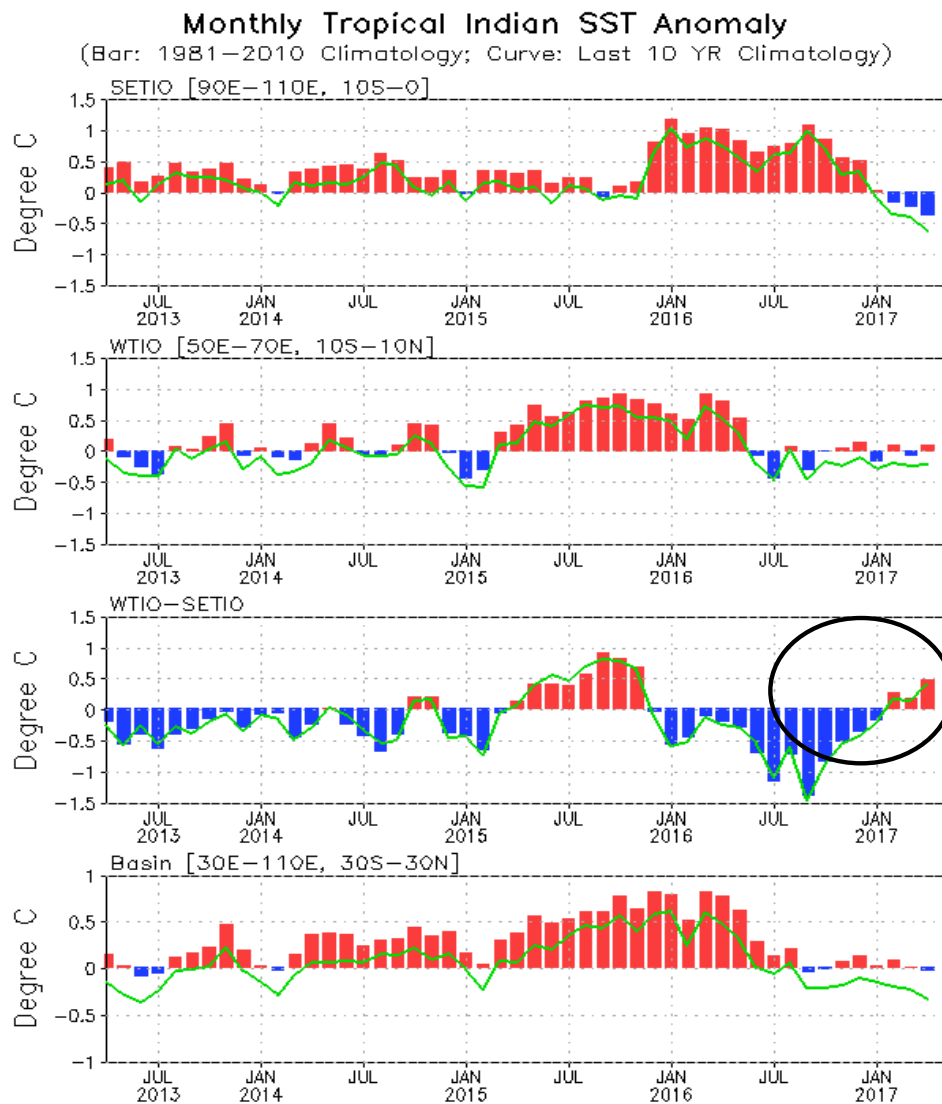 Monthly Tropical Indian SST Anomaly
(Bar: 1981-2010 Climatology; Curve: Last 10 YR Climatology)
SETIO [90E-110E, 10S-0]
Degree C
1.5
1
0.5
0
-0.5
-1
-1.5
JUL JAN JUL JAN JUL JAN JUL JAN
2013 2014 2015 2016 2017
WTIO [50E-70E, 10S-10N]
Degree C
1.5
1
0.5
0
-0.5
-1
-1.5
JUL JAN JUL JAN JUL JAN JUL JAN
2013 2014 2015 2016 2017
WTIO-SETIO
Degree C
1.5
1
0.5
0
-0.5
-1
-1.5
JUL JAN JUL JAN JUL JAN JUL JAN
2013 2014 2015 2016 2017
Basin [30E-110E, 30S-30N]
Degree C
1
0.5
0
-0.5
-1
JUL JAN JUL JAN JUL JAN JUL JAN
2013 2014 2015 2016 2017